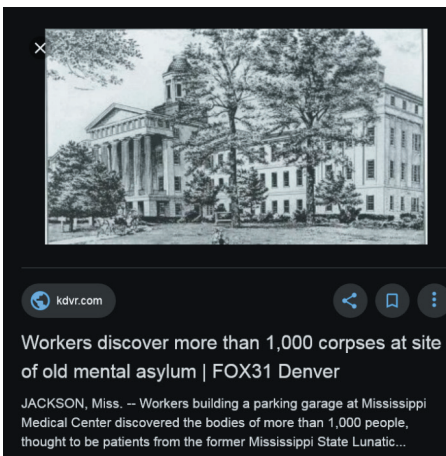 kdvr.com
Workers discover more than 1,000 corpses at site
of old mental asylum | FOX31 Denver
JACKSON, Miss. -- Workers building a parking garage at Mississippi
Medical Center discovered the bodies of more than 1,000 people,
thought to be patients from the former Mississippi State Lunatic...